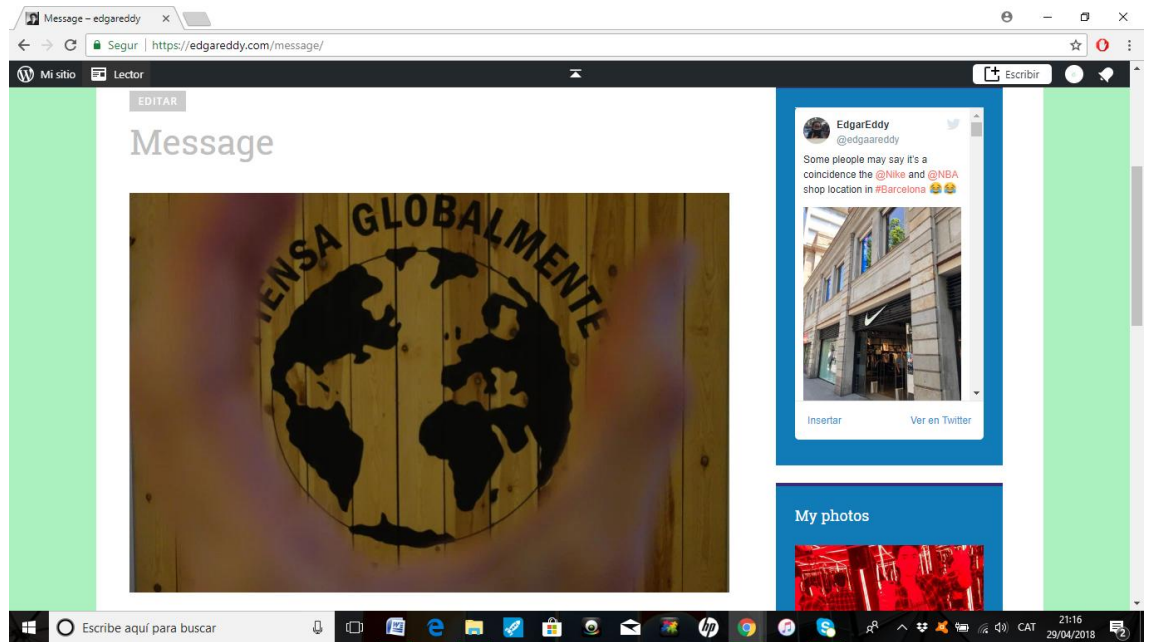 Message – edgareddy
Segur | https://edgareddy.com/message/
Mi sitio Lector Escribir
EDITAR
Message
PIENSA GLOBALMENTE
EdgarEddy
@edgaareddy
Some pleople may say it's a
coincidence the @Nike and @NBA
shop location in #Barcelona
Insertar Ver en Twitter
My photos
Escribe aquí para buscar
CAT
21:16
29/04/2018
2